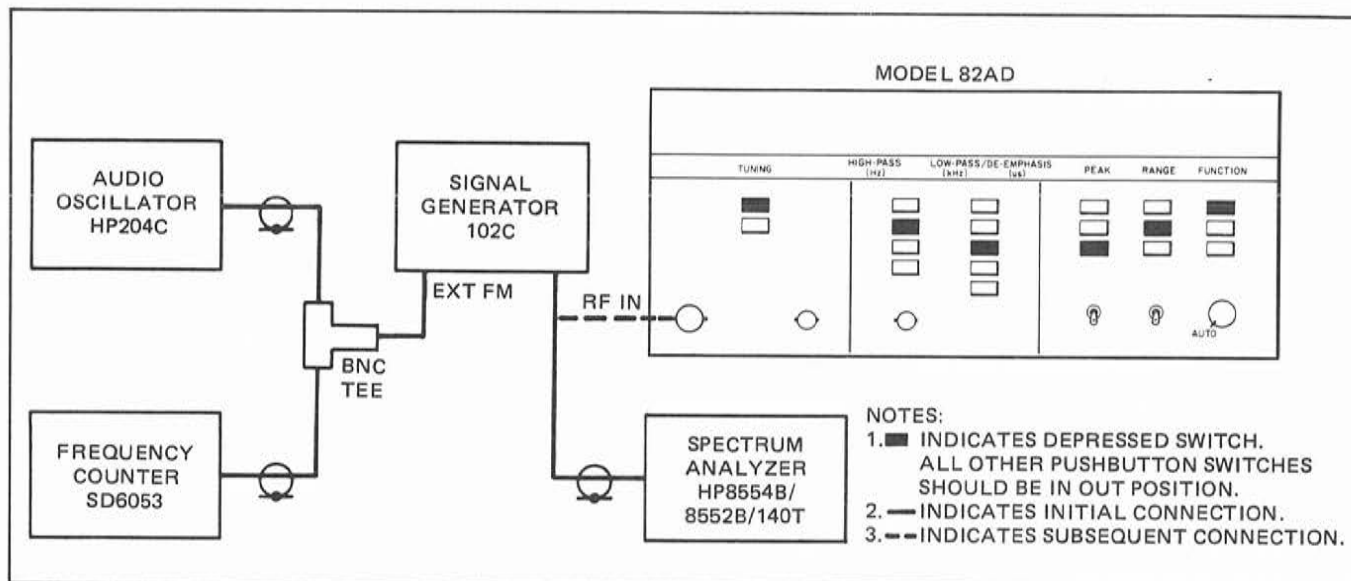 MODEL 82AD
AUDIO
OSCILLATOR
HP204C
SIGNAL
GENERATOR
102C
EXT FM
RF IN
BNC
TEE
FREQUENCY
COUNTER
SD6053
SPECTRUM
ANALYZER
HP8554B/
8552B/140T
TUNING
HIGH-PASS
(Hz)
LOW-PASS/DE-EMPHASIS
(kHz) (us)
PEAK
RANGE
FUNCTION
AUTO
NOTES:
1. INDICATES DEPRESSED SWITCH.
ALL OTHER PUSHBUTTON SWITCHES
SHOULD BE IN OUT POSITION.
2. INDICATES INITIAL CONNECTION.
3. INDICATES SUBSEQUENT CONNECTION.